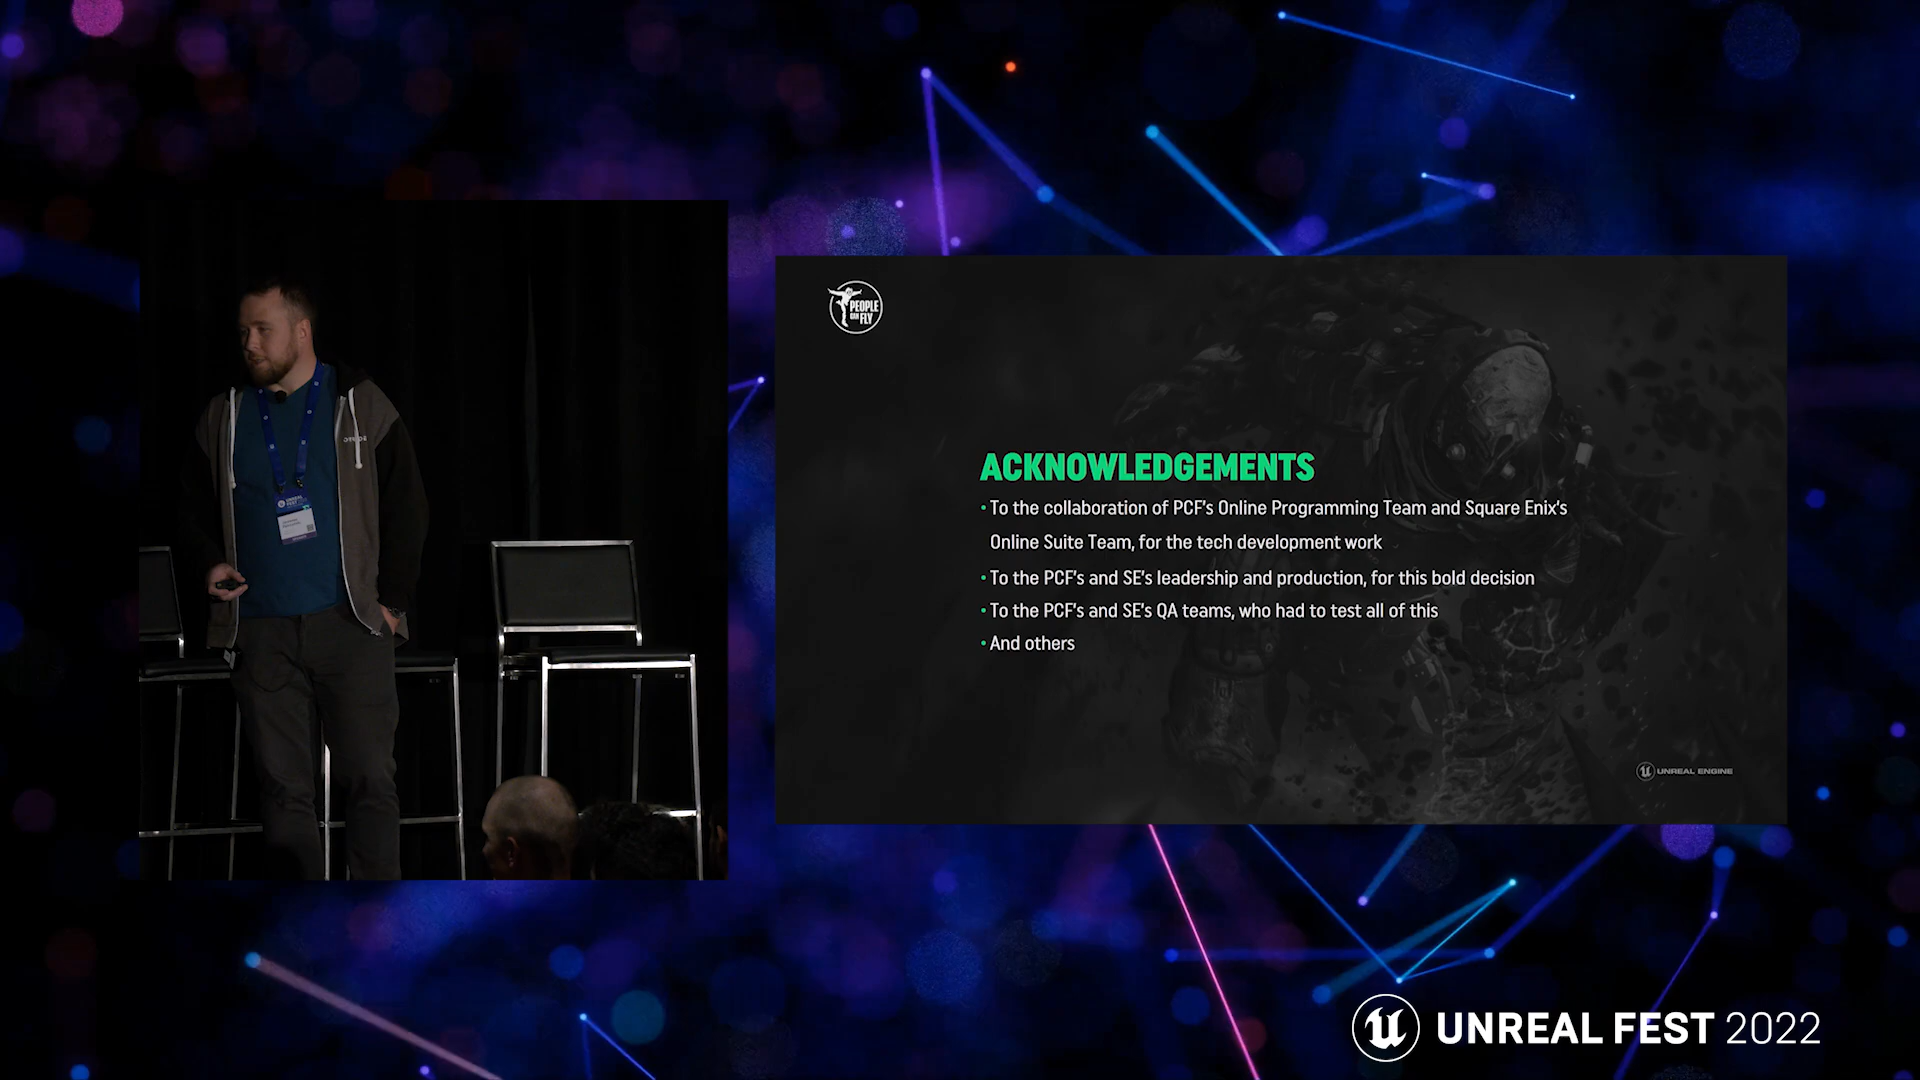 PEOPLE
CAN
FLY
ACKNOWLEDGEMENTS
• To the collaboration of PCF's Online Programming Team and Square Enix's
Online Suite Team, for the tech development work
• To the PCF's and SE's leadership and production, for this bold decision
• To the PCF's and SE's QA teams, who had to test all of this
• And others
UNREAL ENGINE
UNREAL
FEST
UNREAL FEST 2022